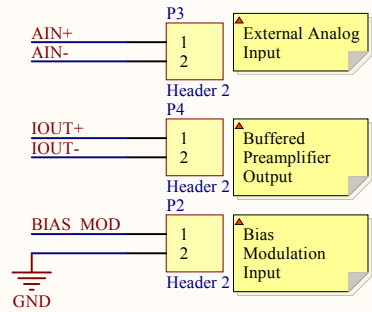 P3
AIN+ 1
AIN- 2
Header 2
External Analog
Input
P4
IOUT+ 1
IOUT- 2
Header 2
Buffered
Preamplifier
Output
P2
BIAS_MOD 1
2
Header 2
GND
Bias
Modulation
Input